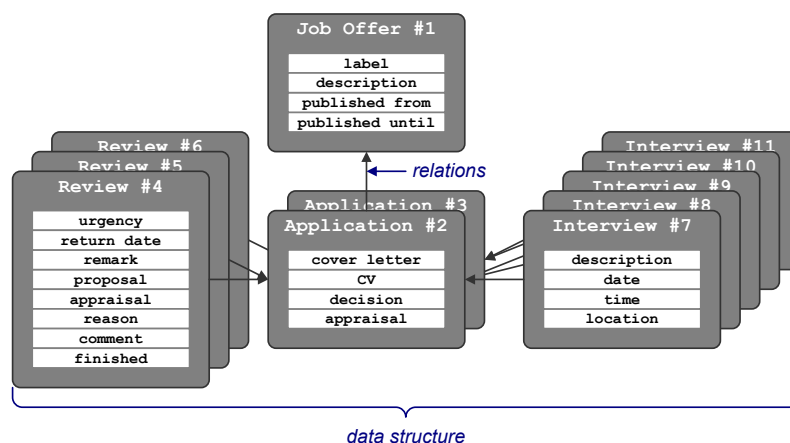 Job Offer #1
label
description
published from
published until
relations
Review #6
Review #5
Review #4
urgency
return date
remark
proposal
appraisal
reason
comment
finished
Application #3
Application #2
cover letter
CV
decision
appraisal
Interview #11
Interview #10
Interview #9
Interview #8
Interview #7
description
date
time
location
data structure